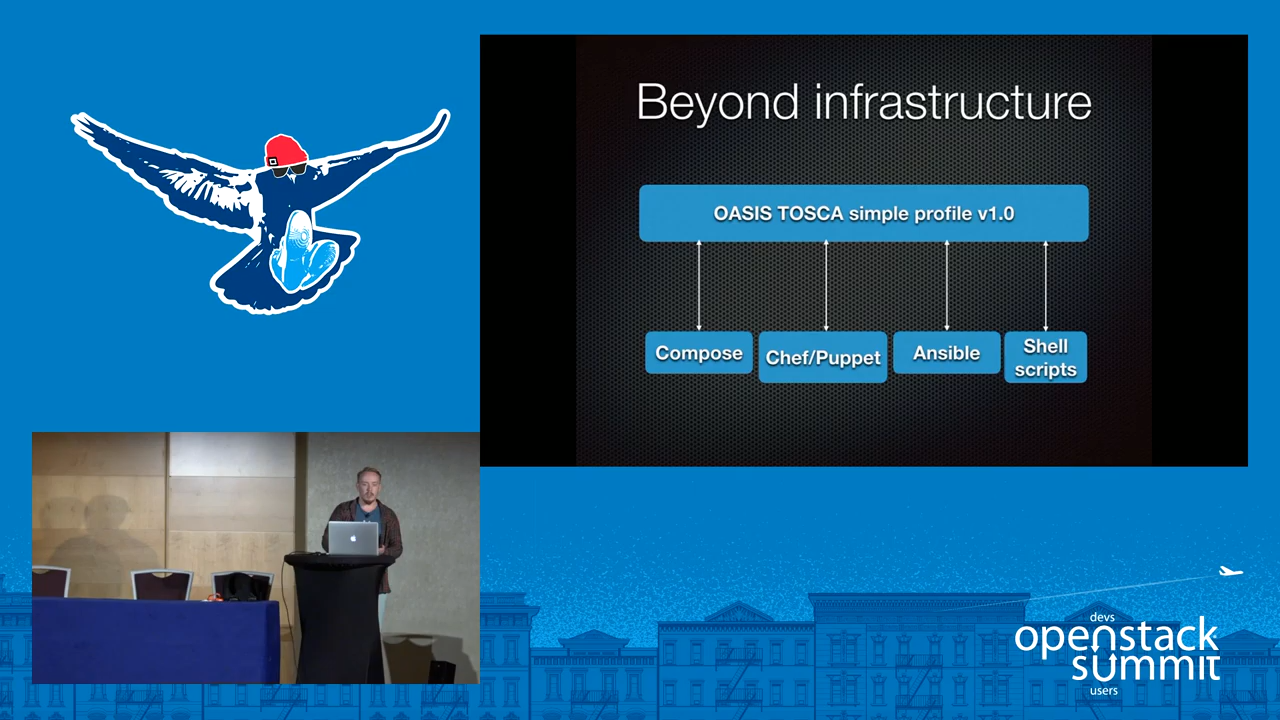 Beyond infrastructure
OASIS TOSCA simple profile v1.0
Compose
Chef/Puppet
Ansible
Shell
scripts
devs
openstack
summit
users